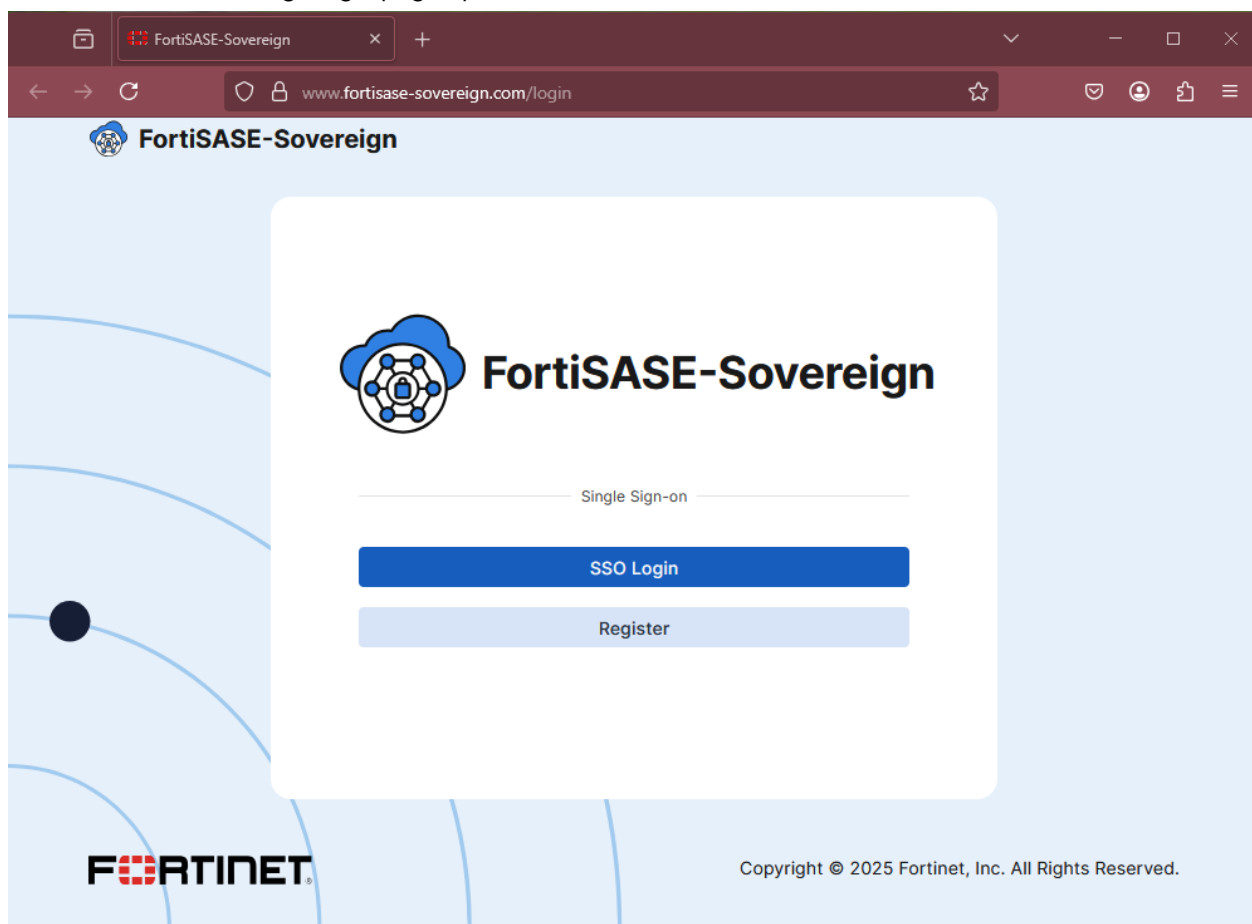 FortiSASE-Sovereign
www.fortisase-sovereign.com/login
FortiSASE-Sovereign
FortiSASE-Sovereign
Single Sign-on
SSO Login
Register
FORTINET
Copyright © 2025 Fortinet, Inc. All Rights Reserved.